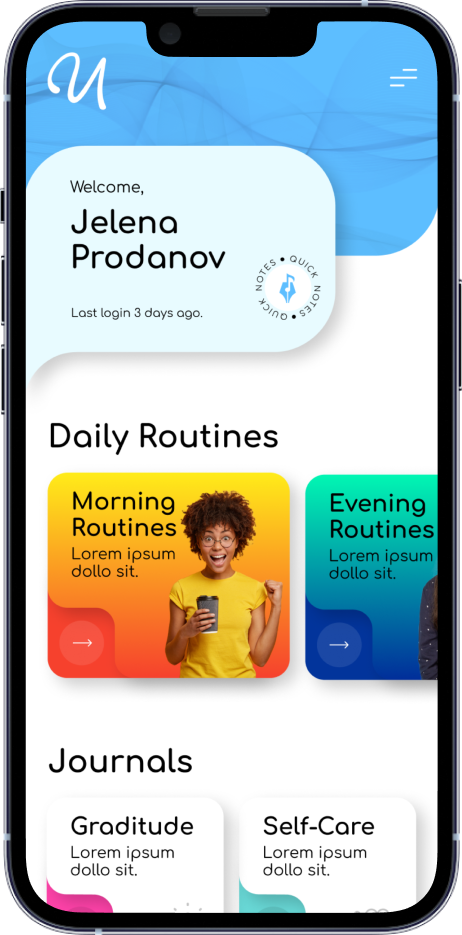 U
Welcome,
Jelena
Prodanov
QUICK NOTES • QUICK NOTES •
Last login 3 days ago.
Daily Routines
Morning
Routines
Lorem ipsum
dollo sit.
Evening
Routines
Lorem ipsum
dollo sit.
Journals
Graditude
Lorem ipsum
dollo sit.
Self-Care
Lorem ipsum
dollo sit.